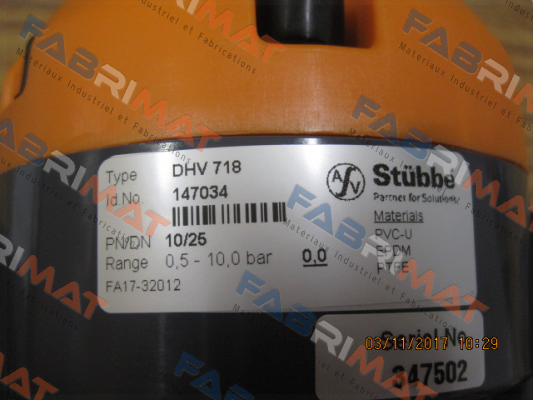 Type DHV 718
Id No. 147034
PN/DN 10/25
Range 0,5 - 10,0 bar 0,0
FA17-32012
ASV Stübbe
Partner for Solutions
Materials
PVC-U
EPDM
PTFE
Serial No.
347502
03/11/2017 10:29
FABRIMAT
Materiaux Industriel et Fabrications